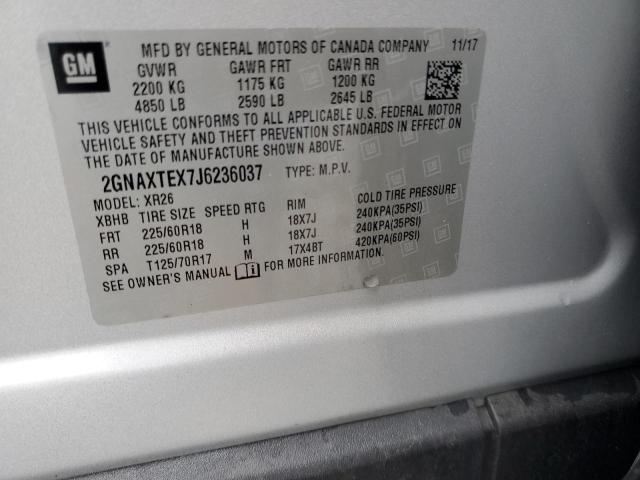 GM
MFD BY GENERAL MOTORS OF CANADA COMPANY 11/17
GVWR GAWR FRT GAWR RR
2200 KG 1175 KG 1200 KG
4850 LB 2590 LB 2645 LB
THIS VEHICLE CONFORMS TO ALL APPLICABLE U.S. FEDERAL MOTOR
VEHICLE SAFETY AND THEFT PREVENTION STANDARDS IN EFFECT ON
THE DATE OF MANUFACTURE SHOWN ABOVE.
2GNAXTEX7J6236037 TYPE: M.P.V.
MODEL: XR26
XBHB TIRE SIZE SPEED RTG RIM COLD TIRE PRESSURE
FRT 225/60R18 H 18X7J 240KPA(35PSI)
RR 225/60R18 H 18X7J 240KPA(35PSI)
SPA T125/70R17 M 17X4BT 420KPA(60PSI)
SEE OWNER'S MANUAL FOR MORE INFORMATION.